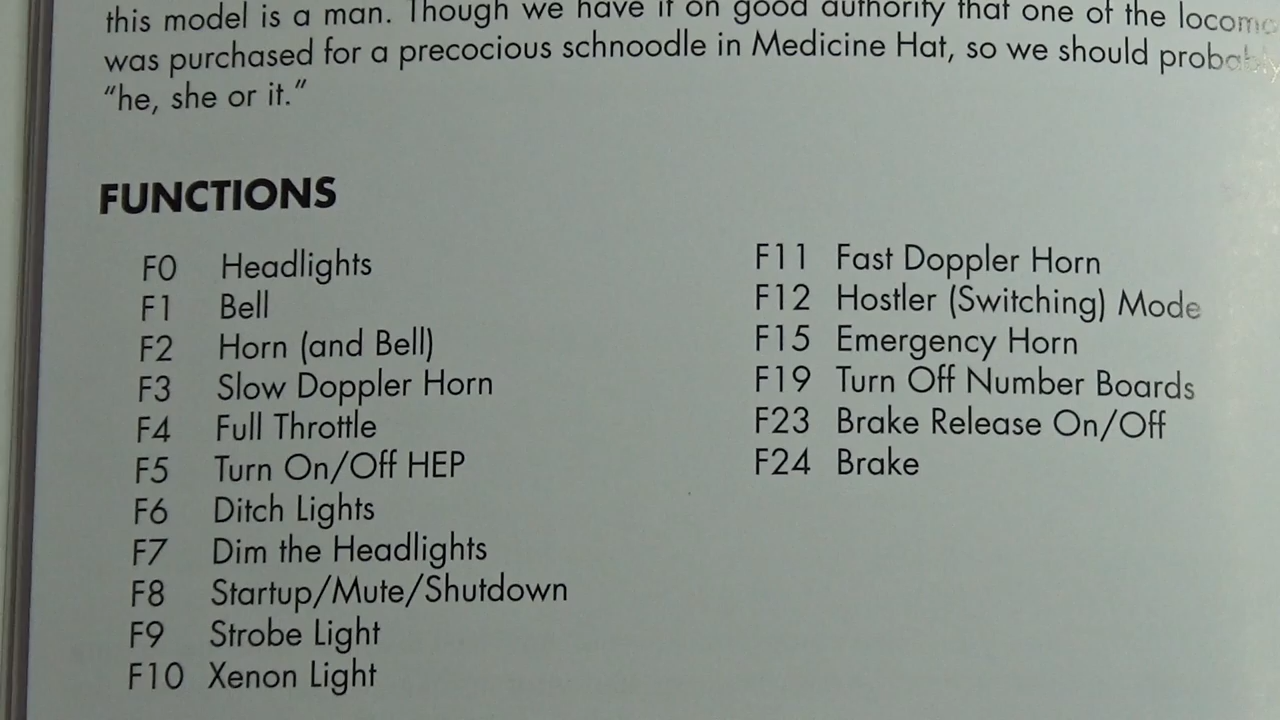 this model is a man. Though we have it on good authority that one of the
was purchased for a precocious schnoodle in Medicine Hat, so we should
"he, she or it."
FUNCTIONS
F0 Headlights
F1 Bell
F2 Horn (and Bell)
F3 Slow Doppler Horn
F4 Full Throttle
F5 Turn On/Off HEP
F6 Ditch Lights
F7 Dim the Headlights
F8 Startup/Mute/Shutdown
F9 Strobe Light
F10 Xenon Light
F11 Fast Doppler Horn
F12 Hostler (Switching) Mode
F15 Emergency Horn
F19 Turn Off Number Boards
F23 Brake Release On/Off
F24 Brake